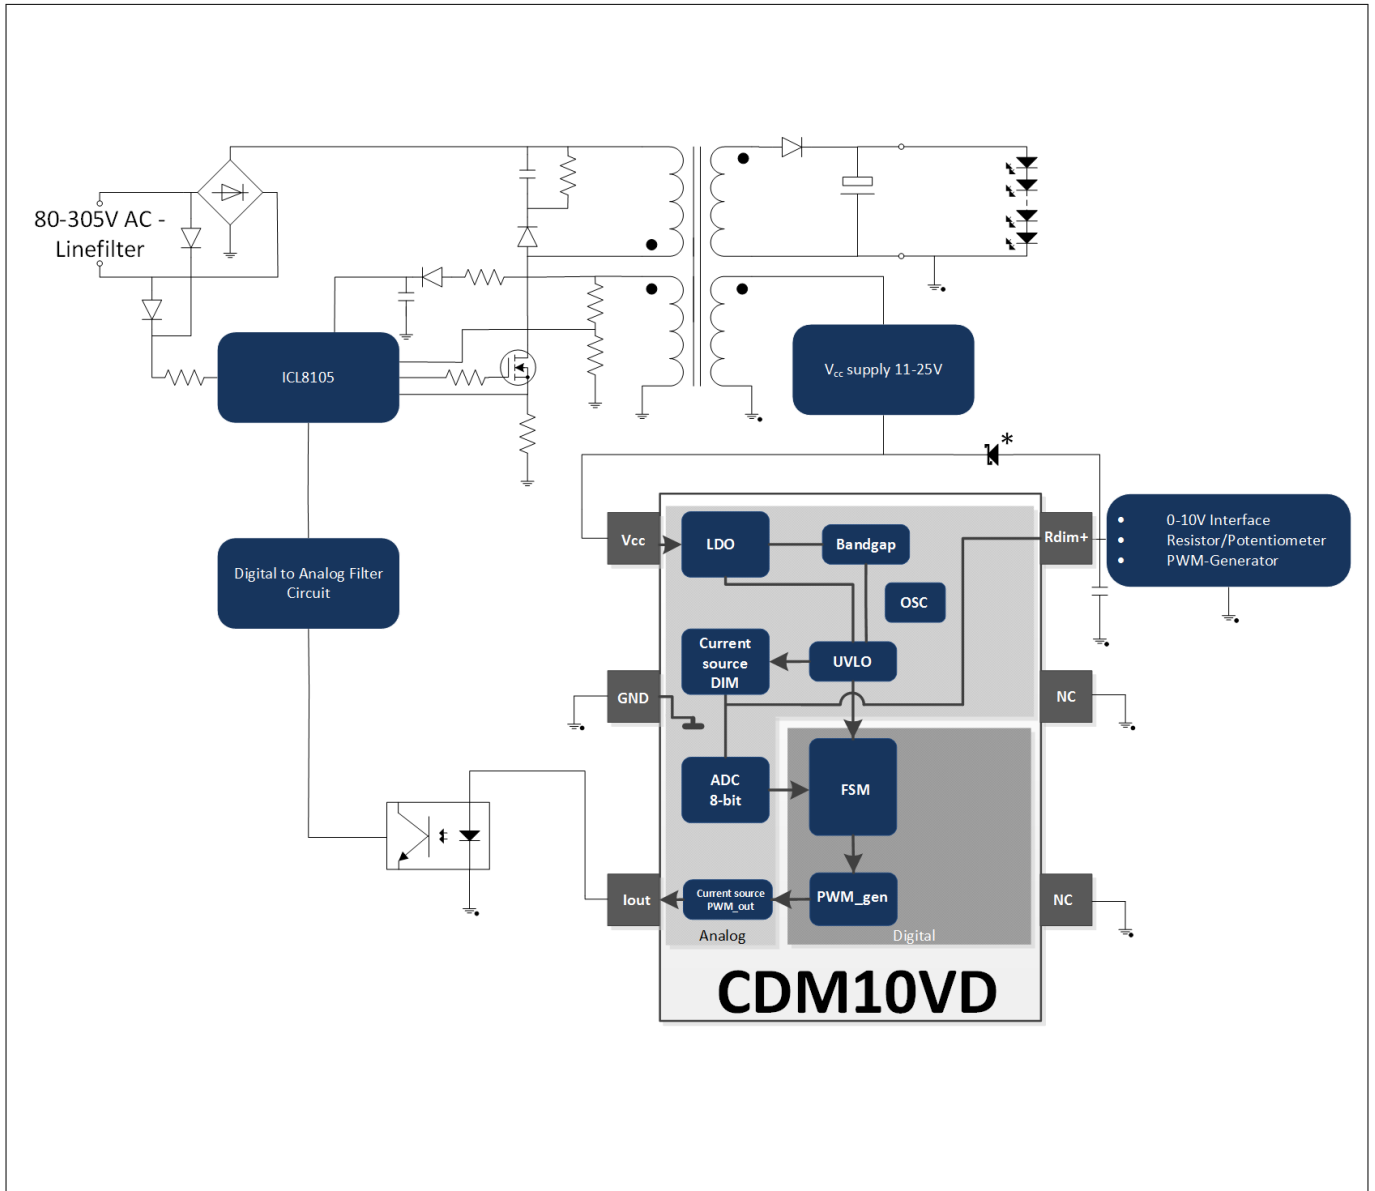 80-305V AC -
Linefilter
ICL8105
V_cc supply 11-25V
*
Digital to Analog Filter
Circuit
Vcc
LDO
Bandgap
OSC
Rdim+
• 0-10V Interface
• Resistor/Potentiometer
• PWM-Generator
Current
source
DIM
UVLO
GND
NC
ADC
8-bit
FSM
Iout
Current source
PWM_out
PWM_gen
NC
Analog
Digital
CDM10VD